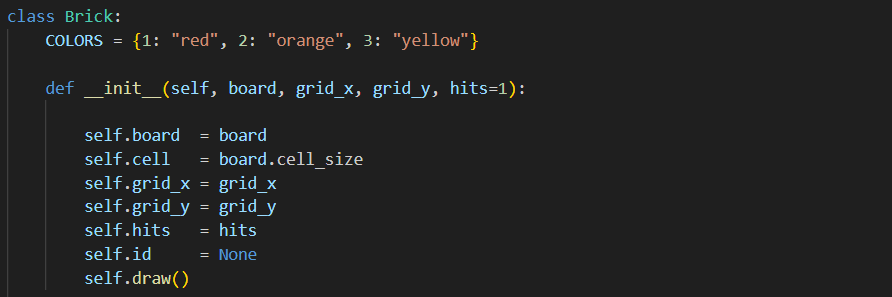 class Brick:
    COLORS = {1: "red", 2: "orange", 3: "yellow"}
    def __init__(self, board, grid_x, grid_y, hits=1):
        self.board  = board
        self.cell   = board.cell_size
        self.grid_x = grid_x
        self.grid_y = grid_y
        self.hits   = hits
        self.id     = None
        self.draw()